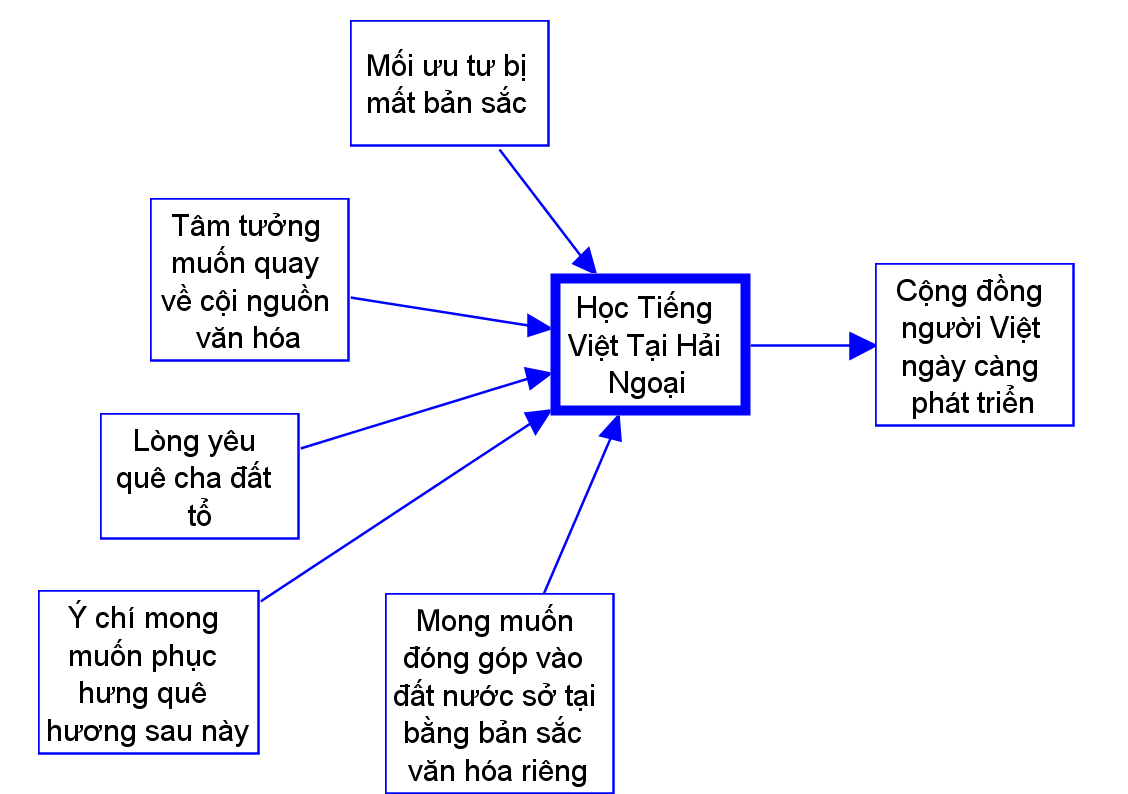 Mối ưu tư bị
mất bản sắc
Tâm tưởng
muốn quay
về cội nguồn
văn hóa
Học Tiếng
Việt Tại Hải
Ngoại
Cộng đồng
người Việt
ngày càng
phát triển
Lòng yêu
quê cha đất
tổ
Ý chí mong
muốn phục
hưng quê
hương sau này
Mong muốn
đóng góp vào
đất nước sở tại
bằng bản sắc
văn hóa riêng